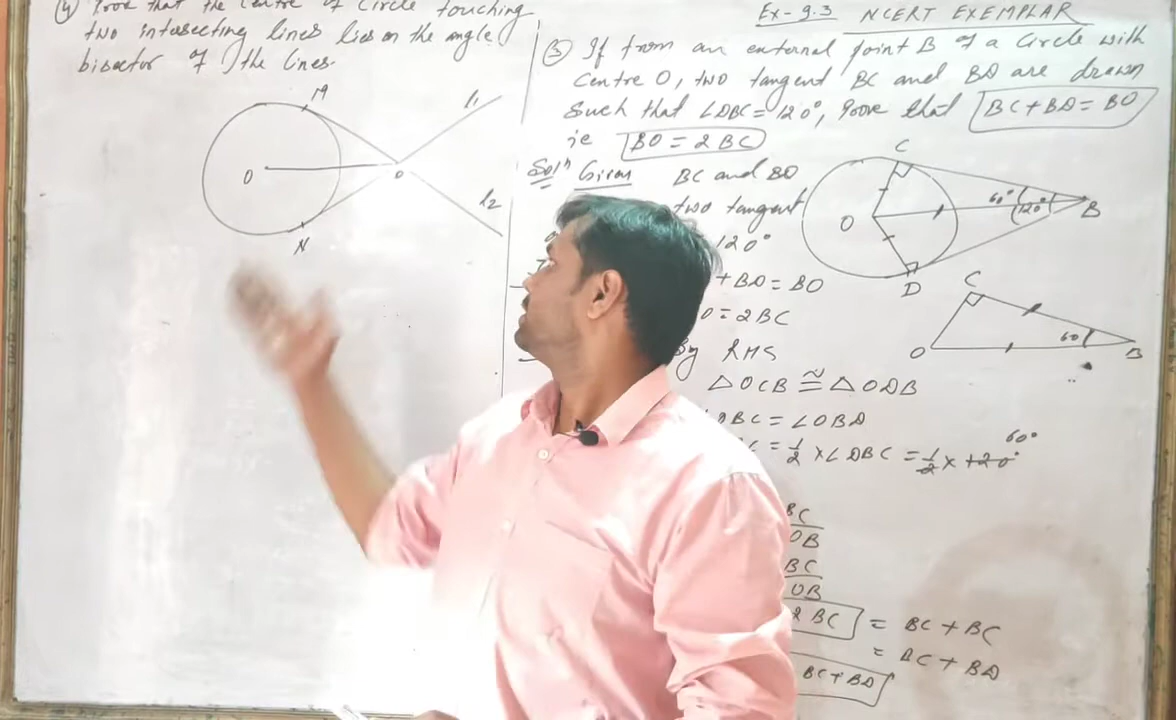 (4) Prove that the Centre of Circle touching
two intersecting lines lies on the angle
bisector of the lines.
M
l1
O
l2
N
Ex-9.3 NCERT EXEMPLAR
(3) If from an external point B of a Circle with
Centre O, two tangent BC and BD are drawn
Such that ∠DBC = 120°, prove that BC + BD = BO
ie BO = 2BC
Solⁿ Given BC and BD
two tangent
120°
+ BD = BO
O = 2BC
By RHS
△OCB ≅ △ODB
BC = ∠OBD
C = 1/2 × ∠DBC = 1/2 × 120° 60°
BC
OB
BC
OB
2BC = BC + BC
= BC + BD
BC + BD
C
60°
120°
B
O
D
C
O
60°
B